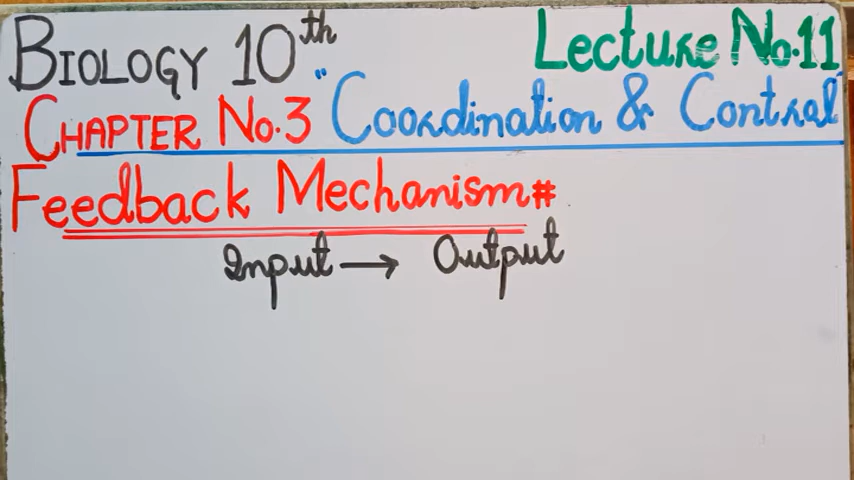 BIOLOGY 10th Lecture No.11
CHAPTER No.3 "Coordination & Control"
Feedback Mechanism#
Input → Output